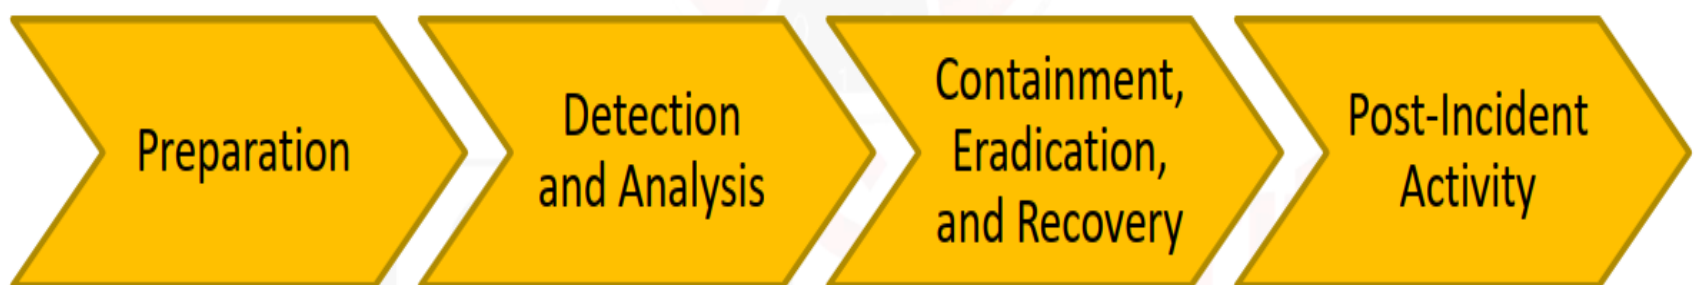 Preparation
Detection
and Analysis
Containment,
Eradication,
and Recovery
Post-Incident
Activity